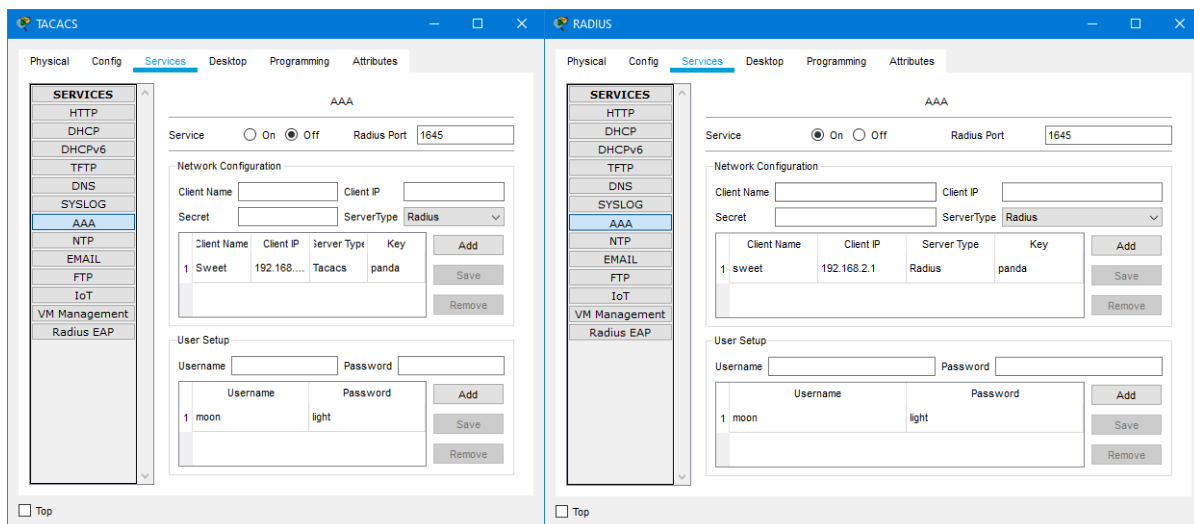 TACACS
Physical Config Services Desktop Programming Attributes
SERVICES
HTTP
DHCP
DHCPv6
TFTP
DNS
SYSLOG
AAA
NTP
EMAIL
FTP
IoT
VM Management
Radius EAP
AAA
Service On Off Radius Port 1645
Network Configuration
Client Name Client IP
Secret ServerType Radius
Client Name Client IP Server Type Key
1 Sweet 192.168.... Tacacs panda
Add
Save
Remove
User Setup
Username Password
Username Password
1 moon light
Add
Save
Remove
Top
RADIUS
Physical Config Services Desktop Programming Attributes
SERVICES
HTTP
DHCP
DHCPv6
TFTP
DNS
SYSLOG
AAA
NTP
EMAIL
FTP
IoT
VM Management
Radius EAP
AAA
Service On Off Radius Port 1645
Network Configuration
Client Name Client IP
Secret ServerType Radius
Client Name Client IP Server Type Key
1 sweet 192.168.2.1 Radius panda
Add
Save
Remove
User Setup
Username Password
Username Password
1 moon light
Add
Save
Remove
Top